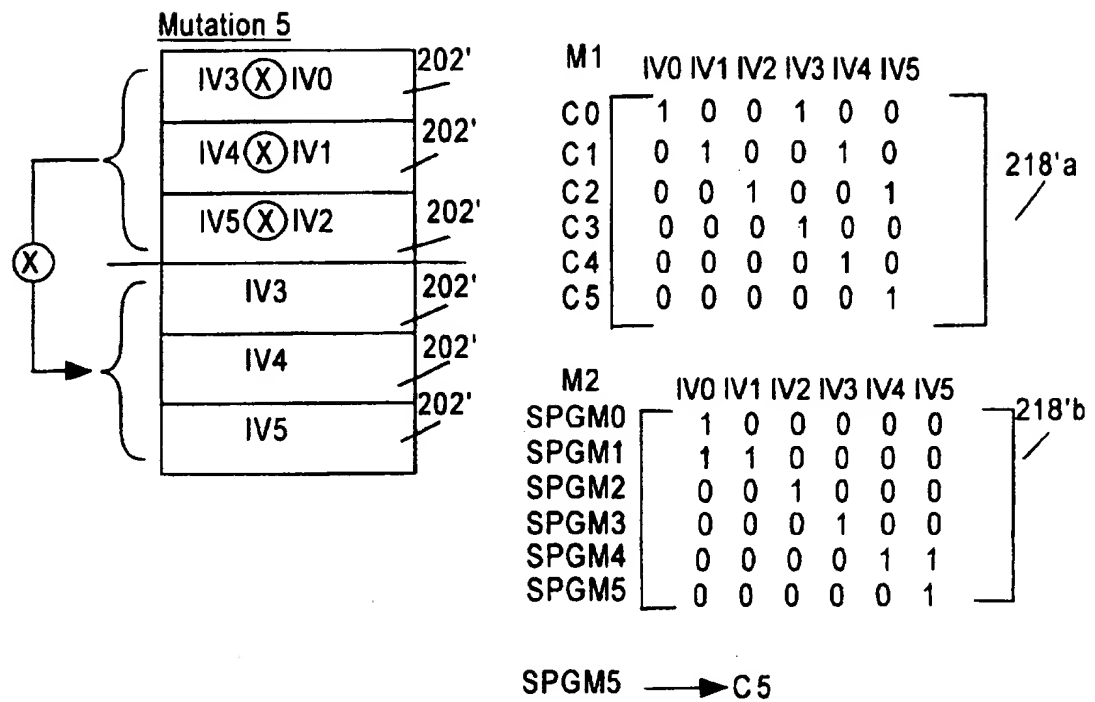 Mutation 5
IV3 X IV0 202'
IV4 X IV1 202'
IV5 X IV2 202'
X
IV3 202'
IV4 202'
IV5 202'
M1 IV0 IV1 IV2 IV3 IV4 IV5
C0 1 0 0 1 0 0
C1 0 1 0 0 1 0
C2 0 0 1 0 0 1
C3 0 0 0 1 0 0
C4 0 0 0 0 1 0
C5 0 0 0 0 0 1
218'a
M2 IV0 IV1 IV2 IV3 IV4 IV5
SPGM0 1 0 0 0 0 0
SPGM1 1 1 0 0 0 0
SPGM2 0 0 1 0 0 0
SPGM3 0 0 0 1 0 0
SPGM4 0 0 0 0 1 1
SPGM5 0 0 0 0 0 1
218'b
SPGM5 C5